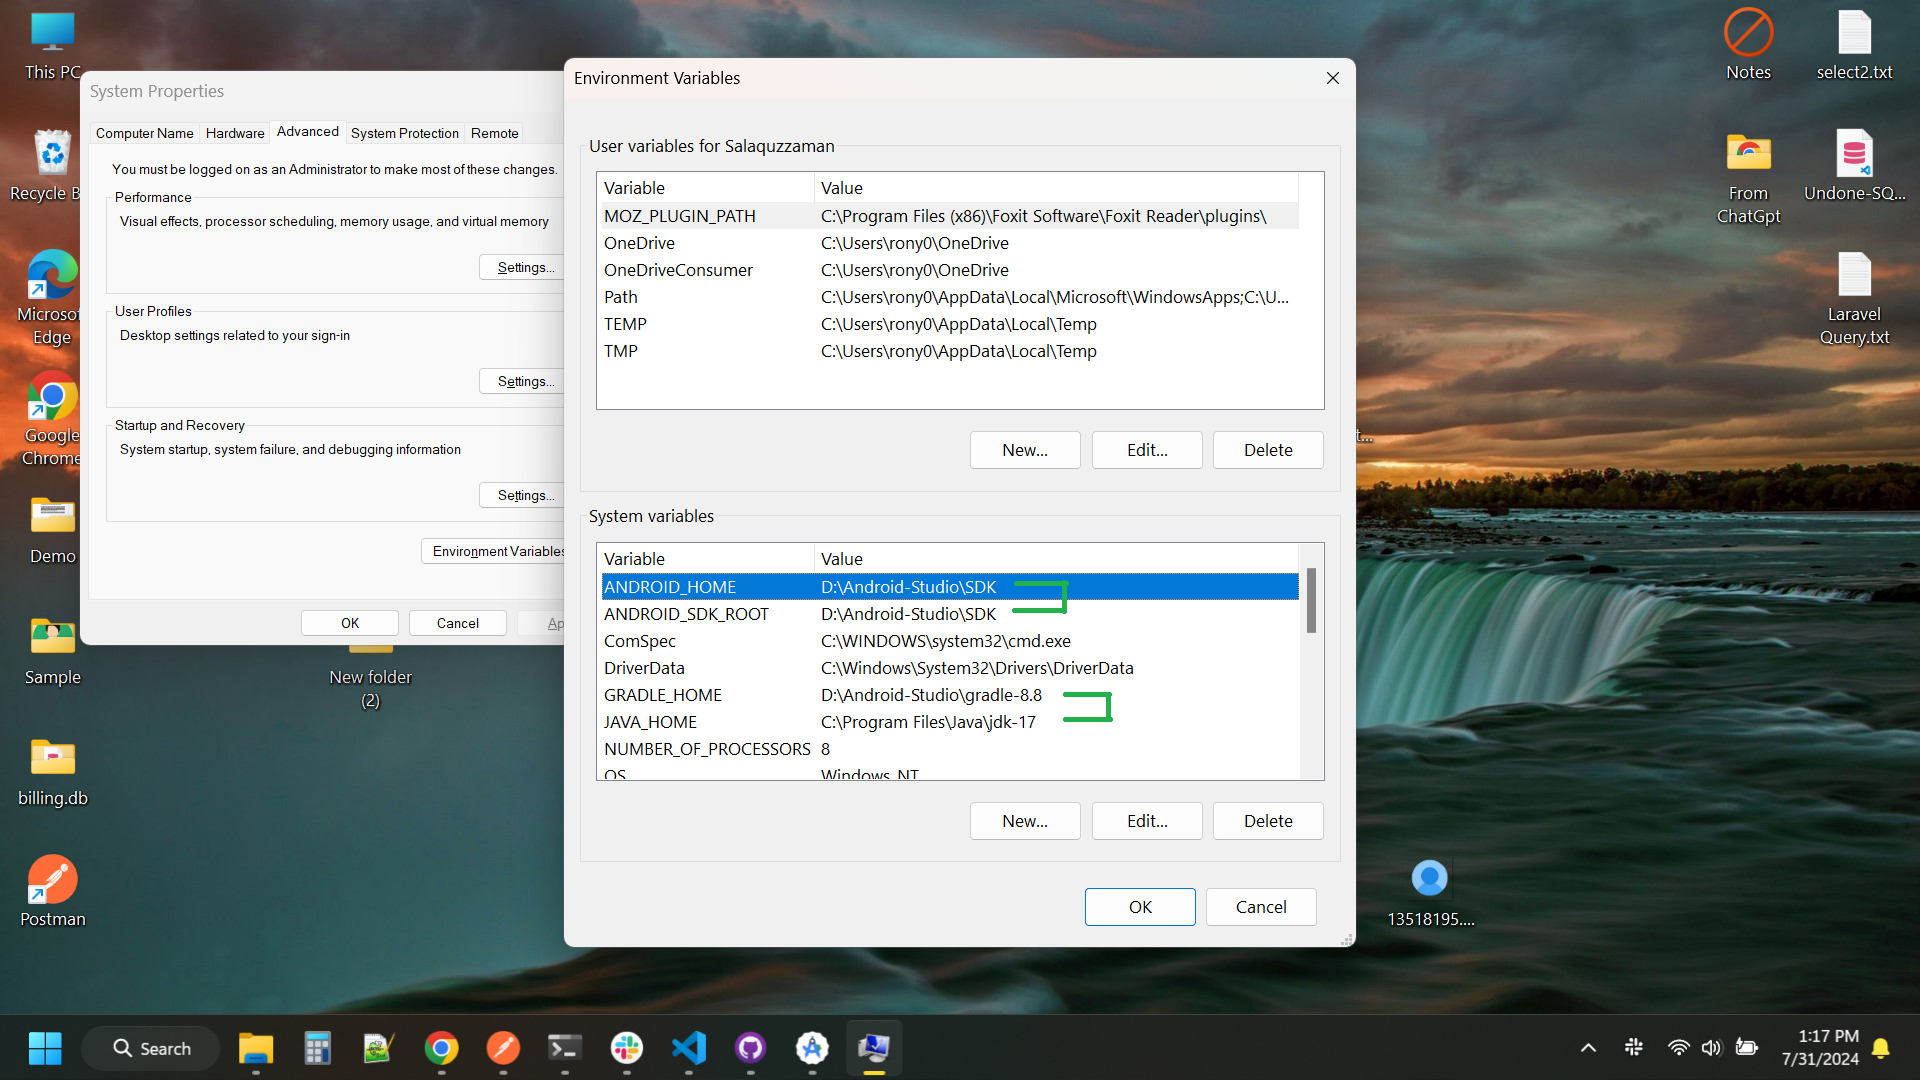 This PC
Recycle B
Microsof
Edge
Google
Chrome
Demo
Sample
billing.db
Postman
New folder
(2)
System Properties
Computer Name
Hardware
Advanced
System Protection
Remote
You must be logged on as an Administrator to make most of these changes.
Performance
Visual effects, processor scheduling, memory usage, and virtual memory
Settings...
User Profiles
Desktop settings related to your sign-in
Settings...
Startup and Recovery
System startup, system failure, and debugging information
Settings...
Environment Variables
OK
Cancel
Ap
Environment Variables
User variables for Salaquzzaman
Variable Value
MOZ_PLUGIN_PATH C:\Program Files (x86)\Foxit Software\Foxit Reader\plugins\
OneDrive C:\Users\rony0\OneDrive
OneDriveConsumer C:\Users\rony0\OneDrive
Path C:\Users\rony0\AppData\Local\Microsoft\WindowsApps;C:\U...
TEMP C:\Users\rony0\AppData\Local\Temp
TMP C:\Users\rony0\AppData\Local\Temp
New... Edit... Delete
System variables
Variable Value
ANDROID_HOME D:\Android-Studio\SDK
ANDROID_SDK_ROOT D:\Android-Studio\SDK
ComSpec C:\WINDOWS\system32\cmd.exe
DriverData C:\Windows\System32\Drivers\DriverData
GRADLE_HOME D:\Android-Studio\gradle-8.8
JAVA_HOME C:\Program Files\Java\jdk-17
NUMBER_OF_PROCESSORS 8
OS Windows_NT
New... Edit... Delete
OK Cancel
t...
Notes
select2.txt
From
ChatGpt
Undone-SQ...
Laravel
Query.txt
13518195....
Search
1:17 PM
7/31/2024